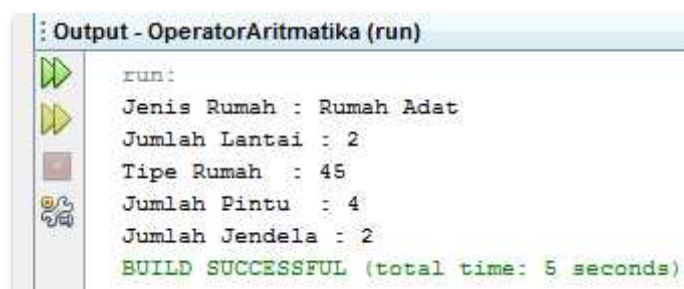 Output - OperatorAritmatika (run)
run:
Jenis Rumah : Rumah Adat
Jumlah Lantai : 2
Tipe Rumah  : 45
Jumlah Pintu  : 4
Jumlah Jendela : 2
BUILD SUCCESSFUL (total time: 5 seconds)